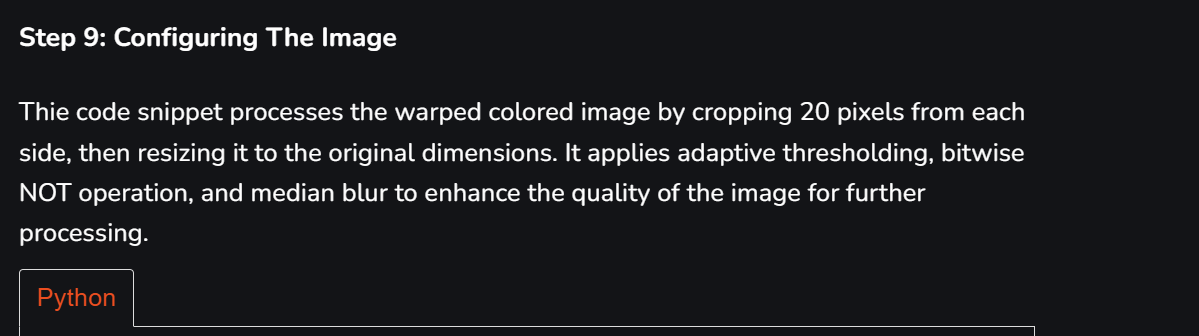 Step 9: Configuring The Image
Thie code snippet processes the warped colored image by cropping 20 pixels from each
side, then resizing it to the original dimensions. It applies adaptive thresholding, bitwise
NOT operation, and median blur to enhance the quality of the image for further
processing.
Python